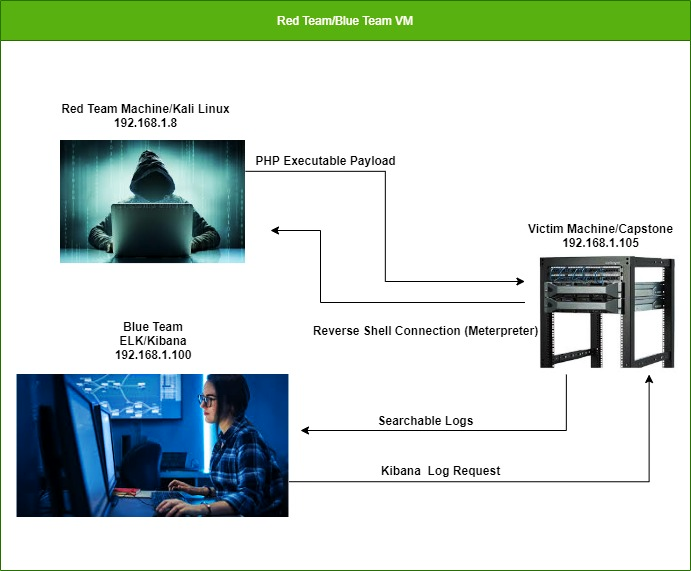 Red Team/Blue Team VM
Red Team Machine/Kali Linux
192.168.1.8
PHP Executable Payload
Victim Machine/Capstone
192.168.1.105
Reverse Shell Connection (Meterpreter)
Blue Team
ELK/Kibana
192.168.1.100
Searchable Logs
Kibana Log Request